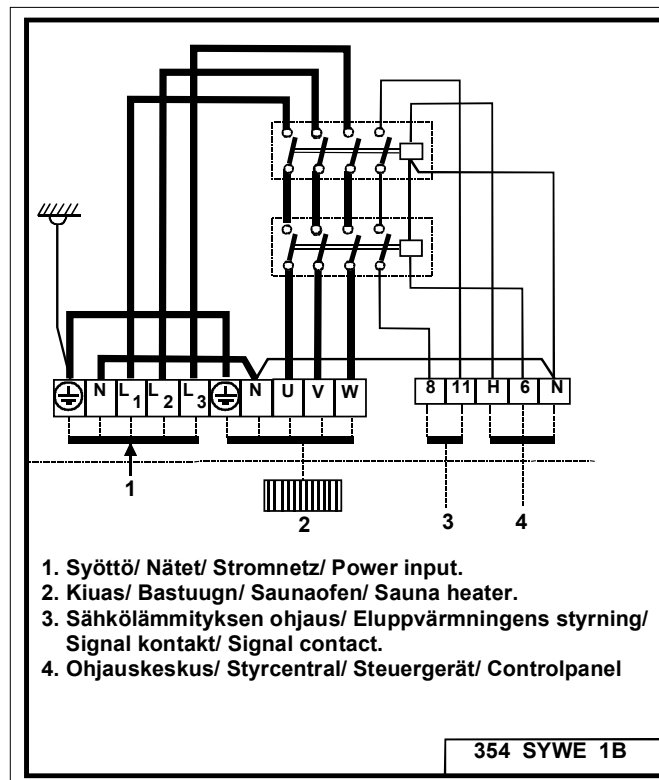 N L1 L2 L3 N U V W 8 11 H 6 N
1 2 3 4
1. Syöttö/ Nätet/ Stromnetz/ Power input.
2. Kiuas/ Bastuugn/ Saunaofen/ Sauna heater.
3. Sähkölämmityksen ohjaus/ Eluppvärmningens styrning/
Signal kontakt/ Signal contact.
4. Ohjauskeskus/ Styrcentral/ Steuergerät/ Controlpanel
354 SYWE 1B